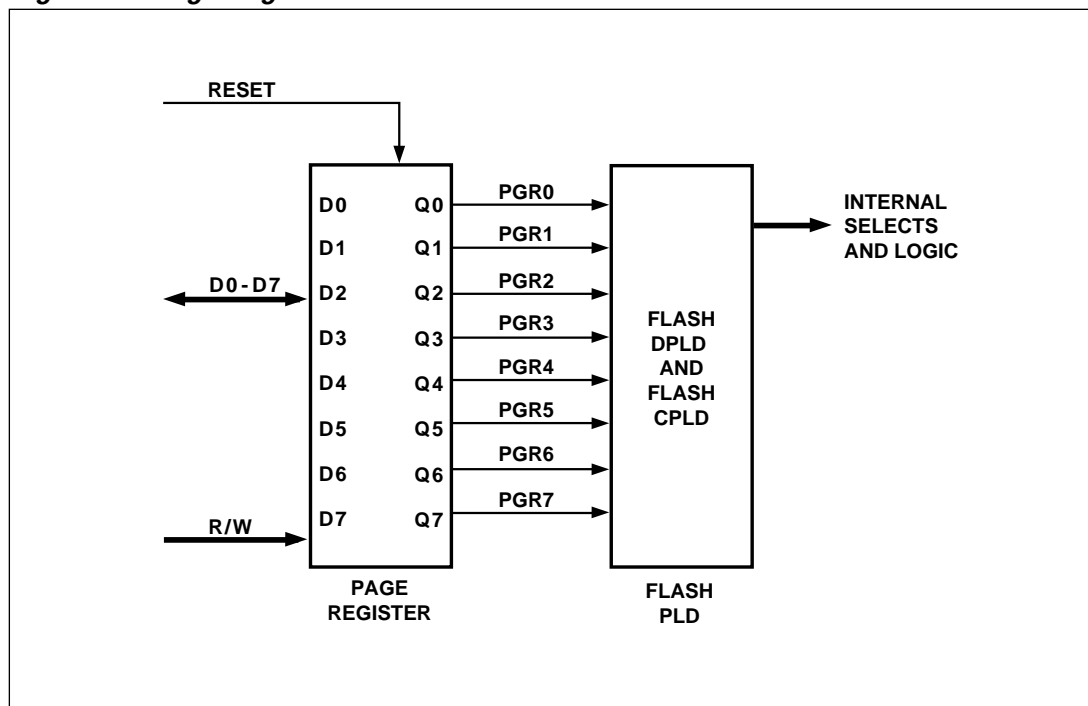 RESET
D0 Q0 PGR0
D1 Q1 PGR1
D0-D7 D2 Q2 PGR2
D3 Q3 PGR3
D4 Q4 PGR4
D5 Q5 PGR5
D6 Q6 PGR6
R/W D7 Q7 PGR7
PAGE
REGISTER
FLASH
DPLD
AND
FLASH
CPLD
FLASH
PLD
INTERNAL
SELECTS
AND LOGIC